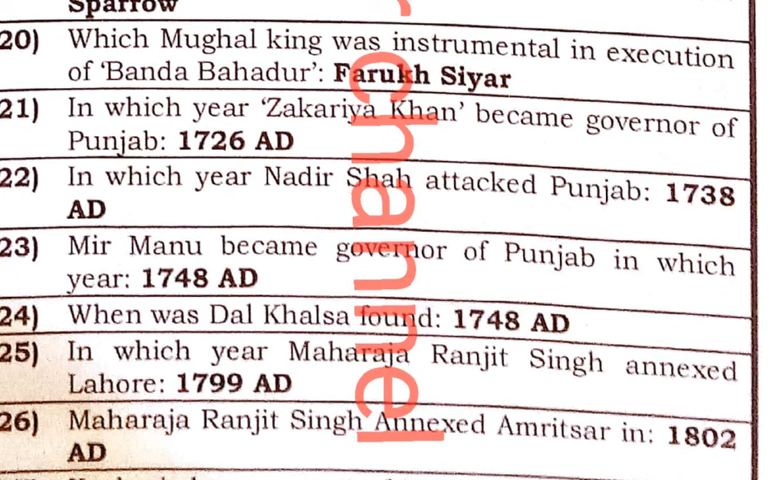 Sparrow
20) Which Mughal king was instrumental in execution
of 'Banda Bahadur': Farukh Siyar
21) In which year 'Zakariya Khan' became governor of
Punjab: 1726 AD
22) In which year Nadir Shah attacked Punjab: 1738
AD
23) Mir Manu became governor of Punjab in which
year: 1748 AD
24) When was Dal Khalsa found: 1748 AD
25) In which year Maharaja Ranjit Singh annexed
Lahore: 1799 AD
26) Maharaja Ranjit Singh Annexed Amritsar in: 1802
AD
r channel